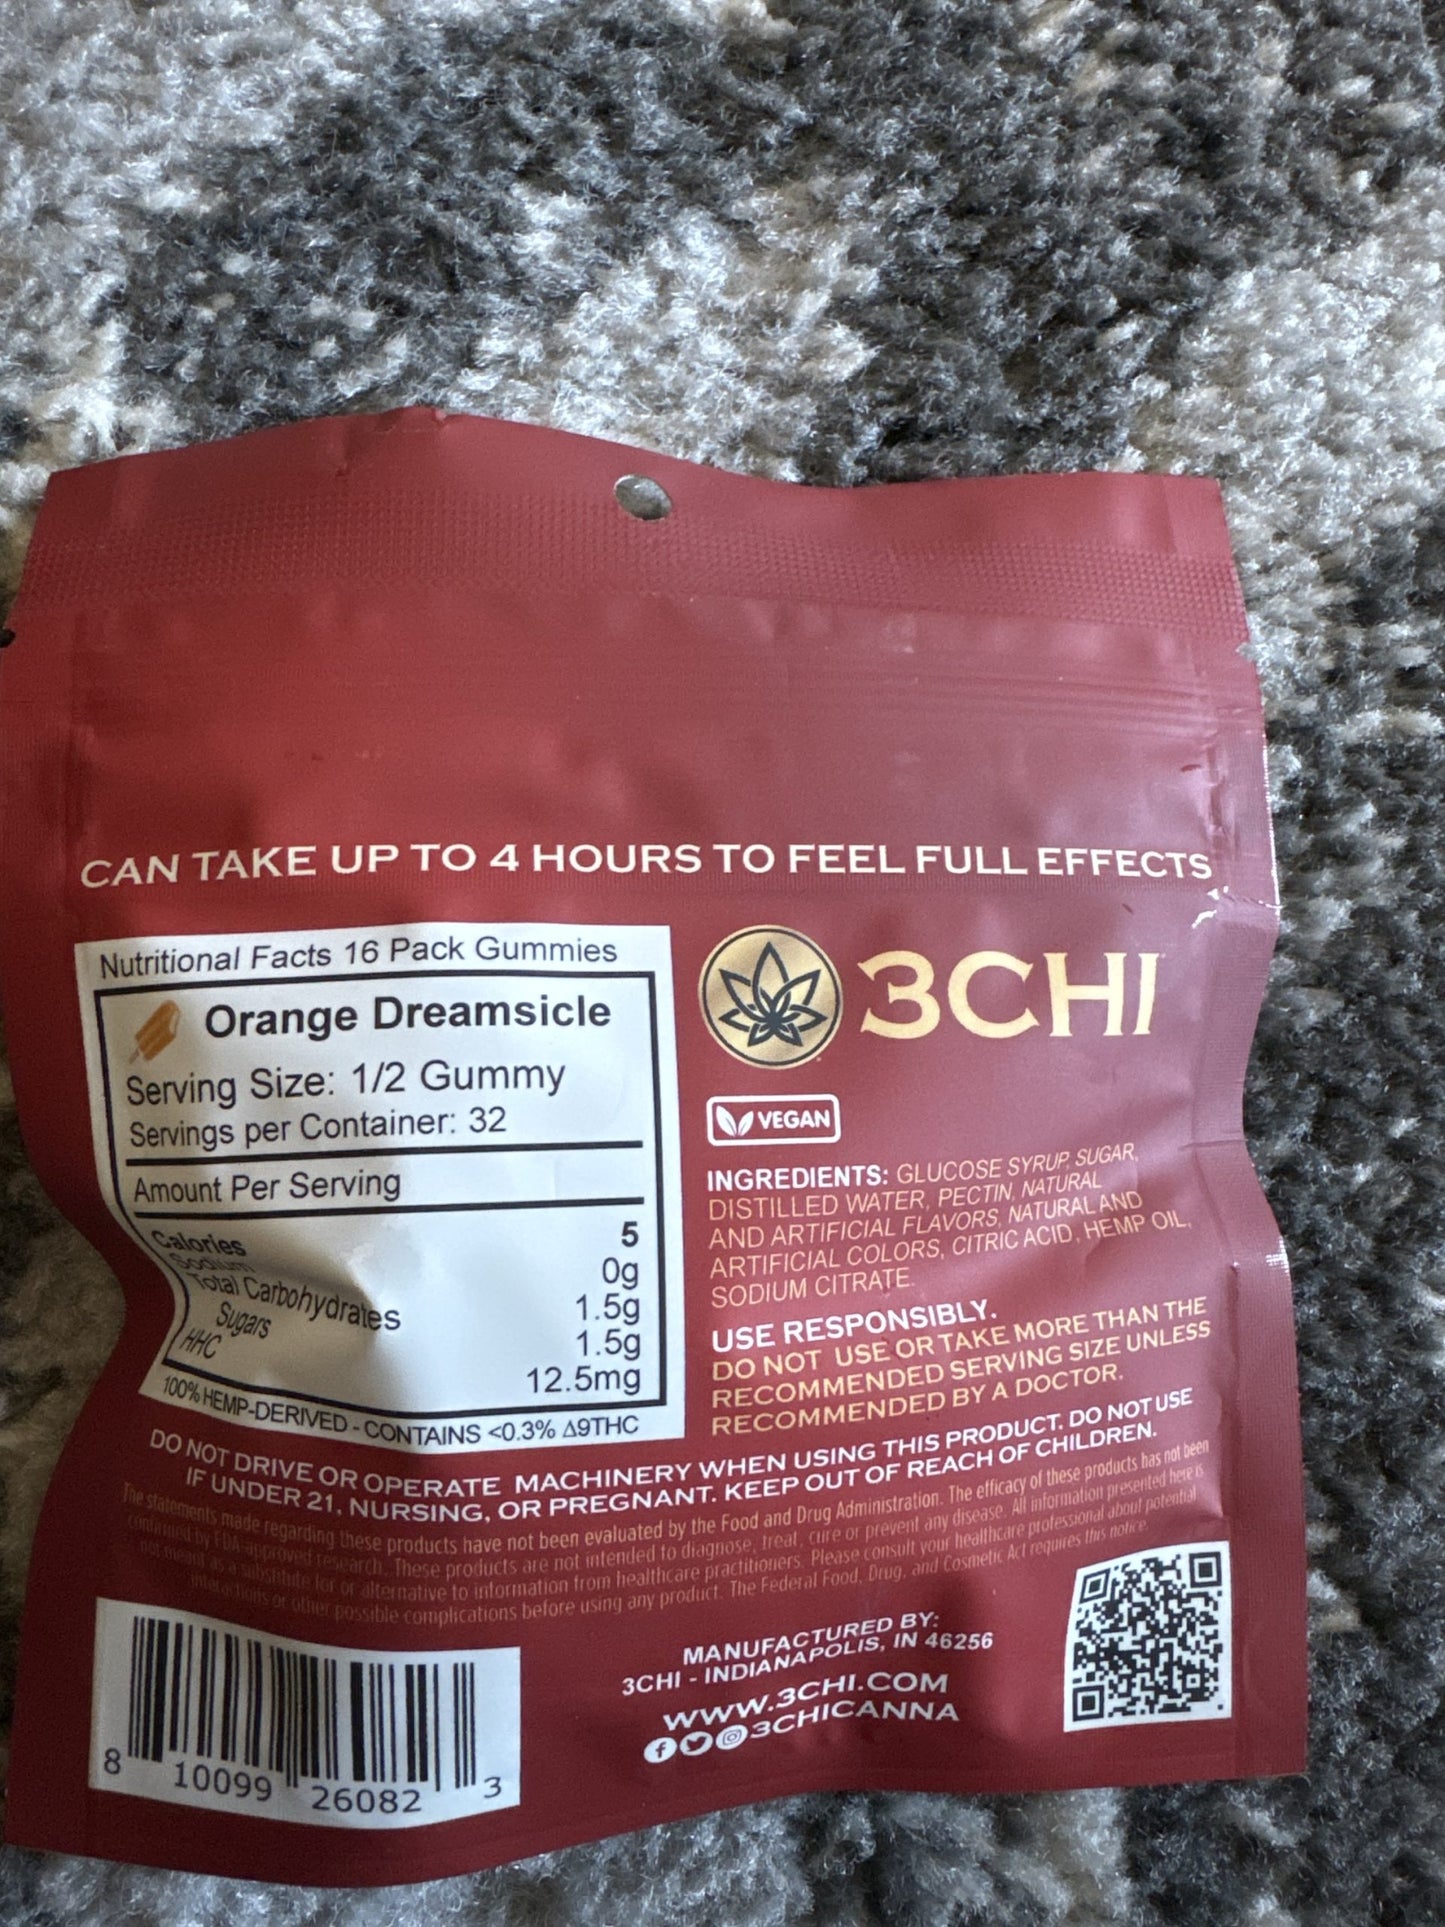 CAN TAKE UP TO 4 HOURS TO FEEL FULL EFFECTS
Nutritional Facts 16 Pack Gummies
Orange Dreamsicle
Serving Size: 1/2 Gummy
Servings per Container: 32
Amount Per Serving
Calories 5
Sodium 0g
Total Carbohydrates 1.5g
Sugars 1.5g
HHC 12.5mg
100% HEMP-DERIVED - CONTAINS <0.3% Δ9THC
3CHI
VEGAN
INGREDIENTS: GLUCOSE SYRUP, SUGAR,
DISTILLED WATER, PECTIN, NATURAL
AND ARTIFICIAL FLAVORS, NATURAL AND
ARTIFICIAL COLORS, CITRIC ACID, HEMP OIL,
SODIUM CITRATE.
USE RESPONSIBLY.
DO NOT USE OR TAKE MORE THAN THE
RECOMMENDED SERVING SIZE UNLESS
RECOMMENDED BY A DOCTOR.
DO NOT DRIVE OR OPERATE MACHINERY WHEN USING THIS PRODUCT. DO NOT USE
IF UNDER 21, NURSING, OR PREGNANT. KEEP OUT OF REACH OF CHILDREN.
The statements made regarding these products have not been evaluated by the Food and Drug Administration. The efficacy of these products has not been
confirmed by FDA-approved research. These products are not intended to diagnose, treat, cure or prevent any disease. All information presented here is
not meant as a substitute for or alternative to information from healthcare practitioners. Please consult your healthcare professional about potential
interactions or other possible complications before using any product. The Federal Food, Drug, and Cosmetic Act requires this notice.
MANUFACTURED BY:
3CHI - INDIANAPOLIS, IN 46256
WWW.3CHI.COM
3CHICANNA
8 10099 26082 3